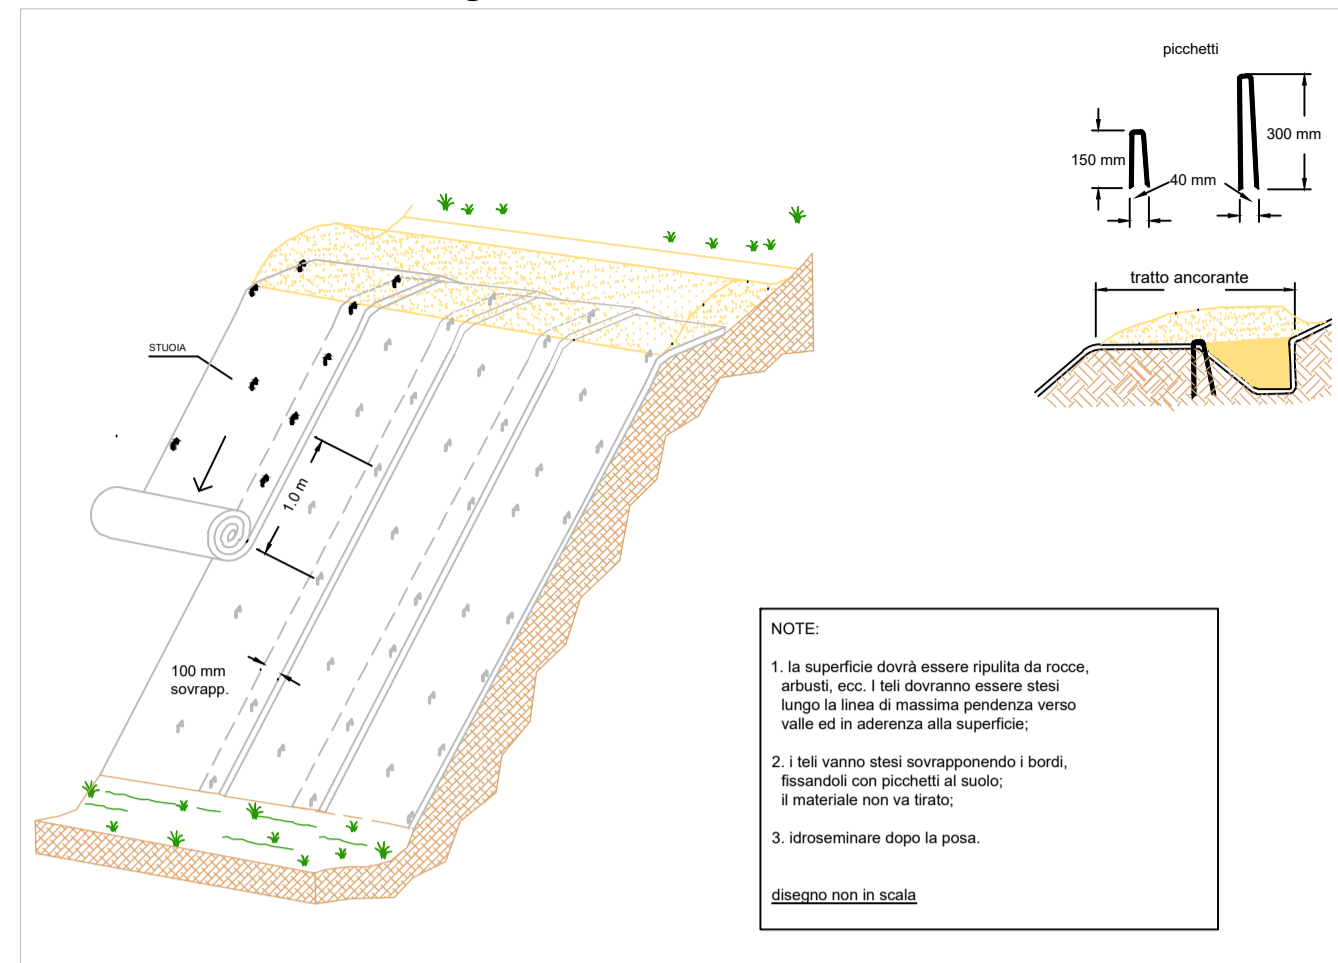 picchetti
300 mm
150 mm
40 mm
tratto ancorante
STUOIA
1.0 m
100 mm
sovrapp.
NOTE:
1. la superficie dovrà essere ripulita da rocce,
arbusti, ecc. I teli dovranno essere stesi
lungo la linea di massima pendenza verso
valle ed in aderenza alla superficie;
2. i teli vanno stesi sovrapponendo i bordi,
fissandoli con picchetti al suolo;
il materiale non va tirato;
3. idroseminare dopo la posa.
disegno non in scala